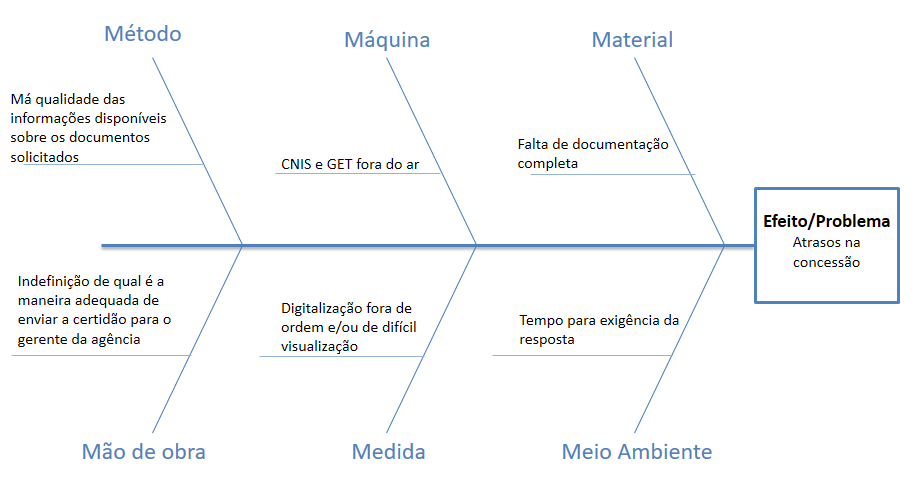 Método
Máquina
Material
Má qualidade das
informações disponíveis
sobre os documentos
solicitados
CNIS e GET fora do ar
Falta de documentação
completa
Efeito/Problema
Atrasos na
concessão
Indefinição de qual é a
maneira adequada de
enviar a certidão para o
gerente da agência
Digitalização fora de
ordem e/ou de difícil
visualização
Tempo para exigência da
resposta
Mão de obra
Medida
Meio Ambiente